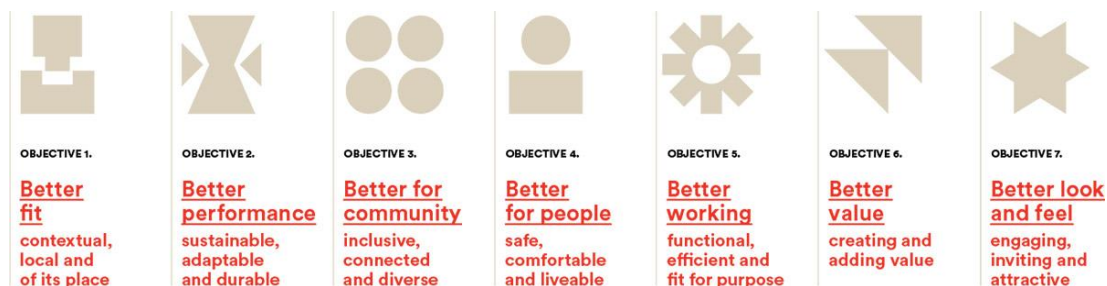 OBJECTIVE 1.
Better
fit
contextual,
local and
of its place
OBJECTIVE 2.
Better
performance
sustainable,
adaptable
and durable
OBJECTIVE 3.
Better for
community
inclusive,
connected
and diverse
OBJECTIVE 4.
Better
for people
safe,
comfortable
and liveable
OBJECTIVE 5.
Better
working
functional,
efficient and
fit for purpose
OBJECTIVE 6.
Better
value
creating and
adding value
OBJECTIVE 7.
Better look
and feel
engaging,
inviting and
attractive